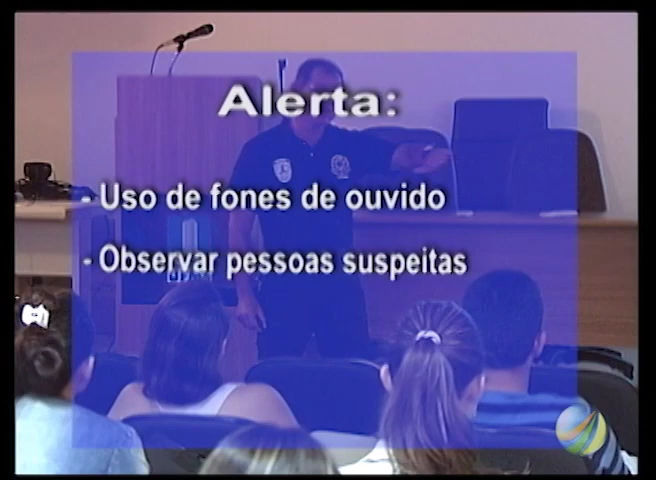 Alerta:
- Uso de fones de ouvido
- Observar pessoas suspeitas